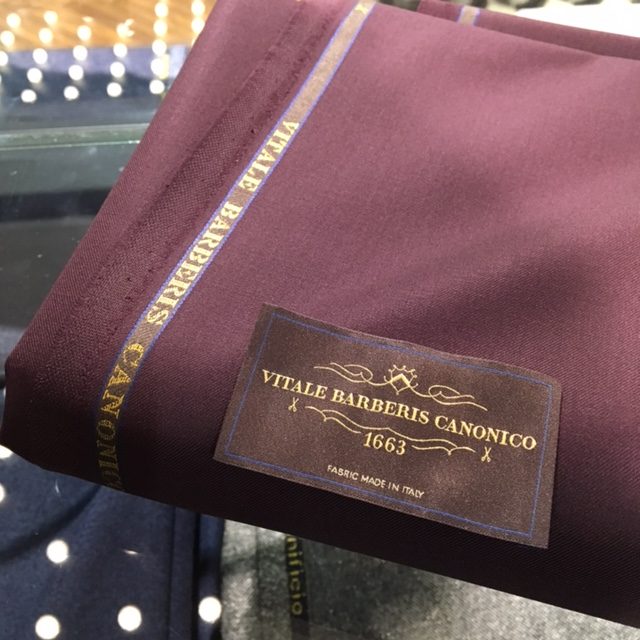 VITALE BARBERIS CANONICO
VITALE BARBERIS CANONICO
1663
FABRIC MADE IN ITALY